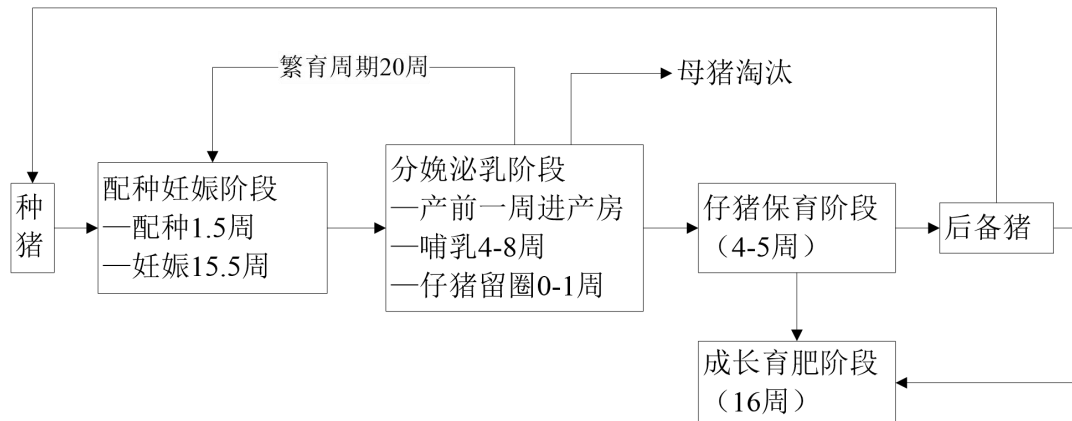 繁育周期20周
母猪淘汰
种
猪
配种妊娠阶段
—配种1.5周
—妊娠15.5周
分娩泌乳阶段
—产前一周进产房
—哺乳4-8周
—仔猪留圈0-1周
仔猪保育阶段
（4-5周）
后备猪
成长育肥阶段
（16周）